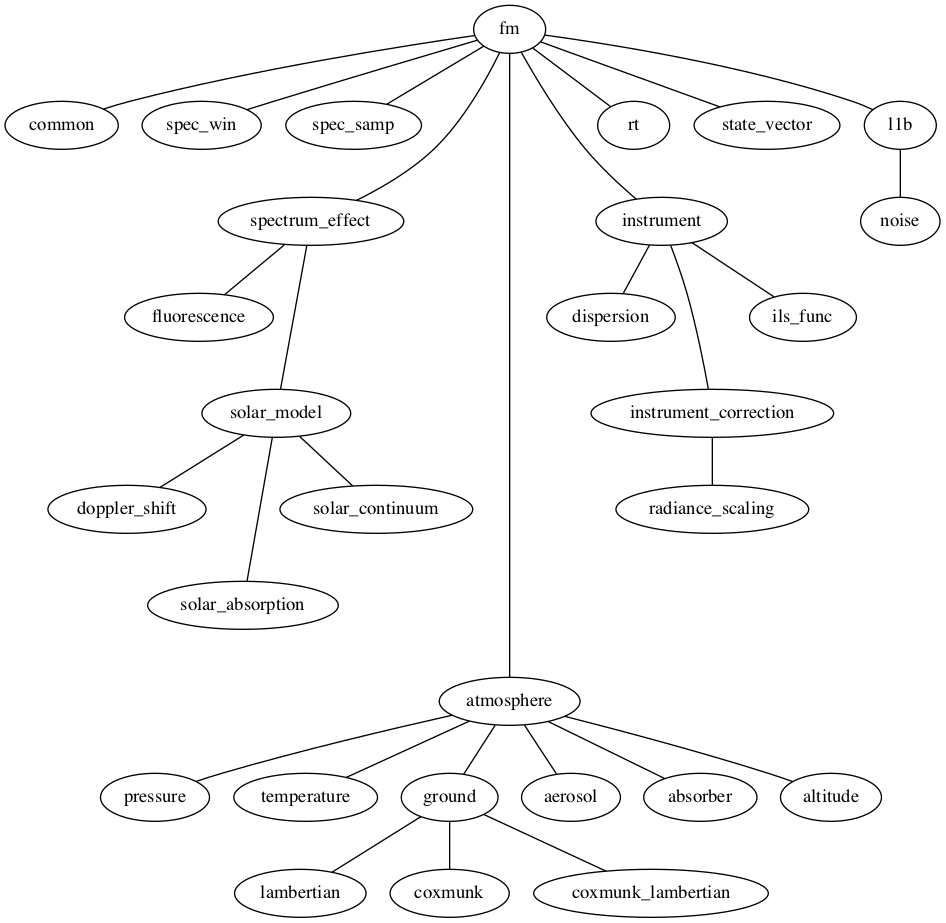 fm
common
spec_win
spec_samp
rt
state_vector
l1b
spectrum_effect
instrument
noise
fluorescence
dispersion
ils_func
solar_model
instrument_correction
doppler_shift
solar_continuum
radiance_scaling
solar_absorption
atmosphere
pressure
temperature
ground
aerosol
absorber
altitude
lambertian
coxmunk
coxmunk_lambertian